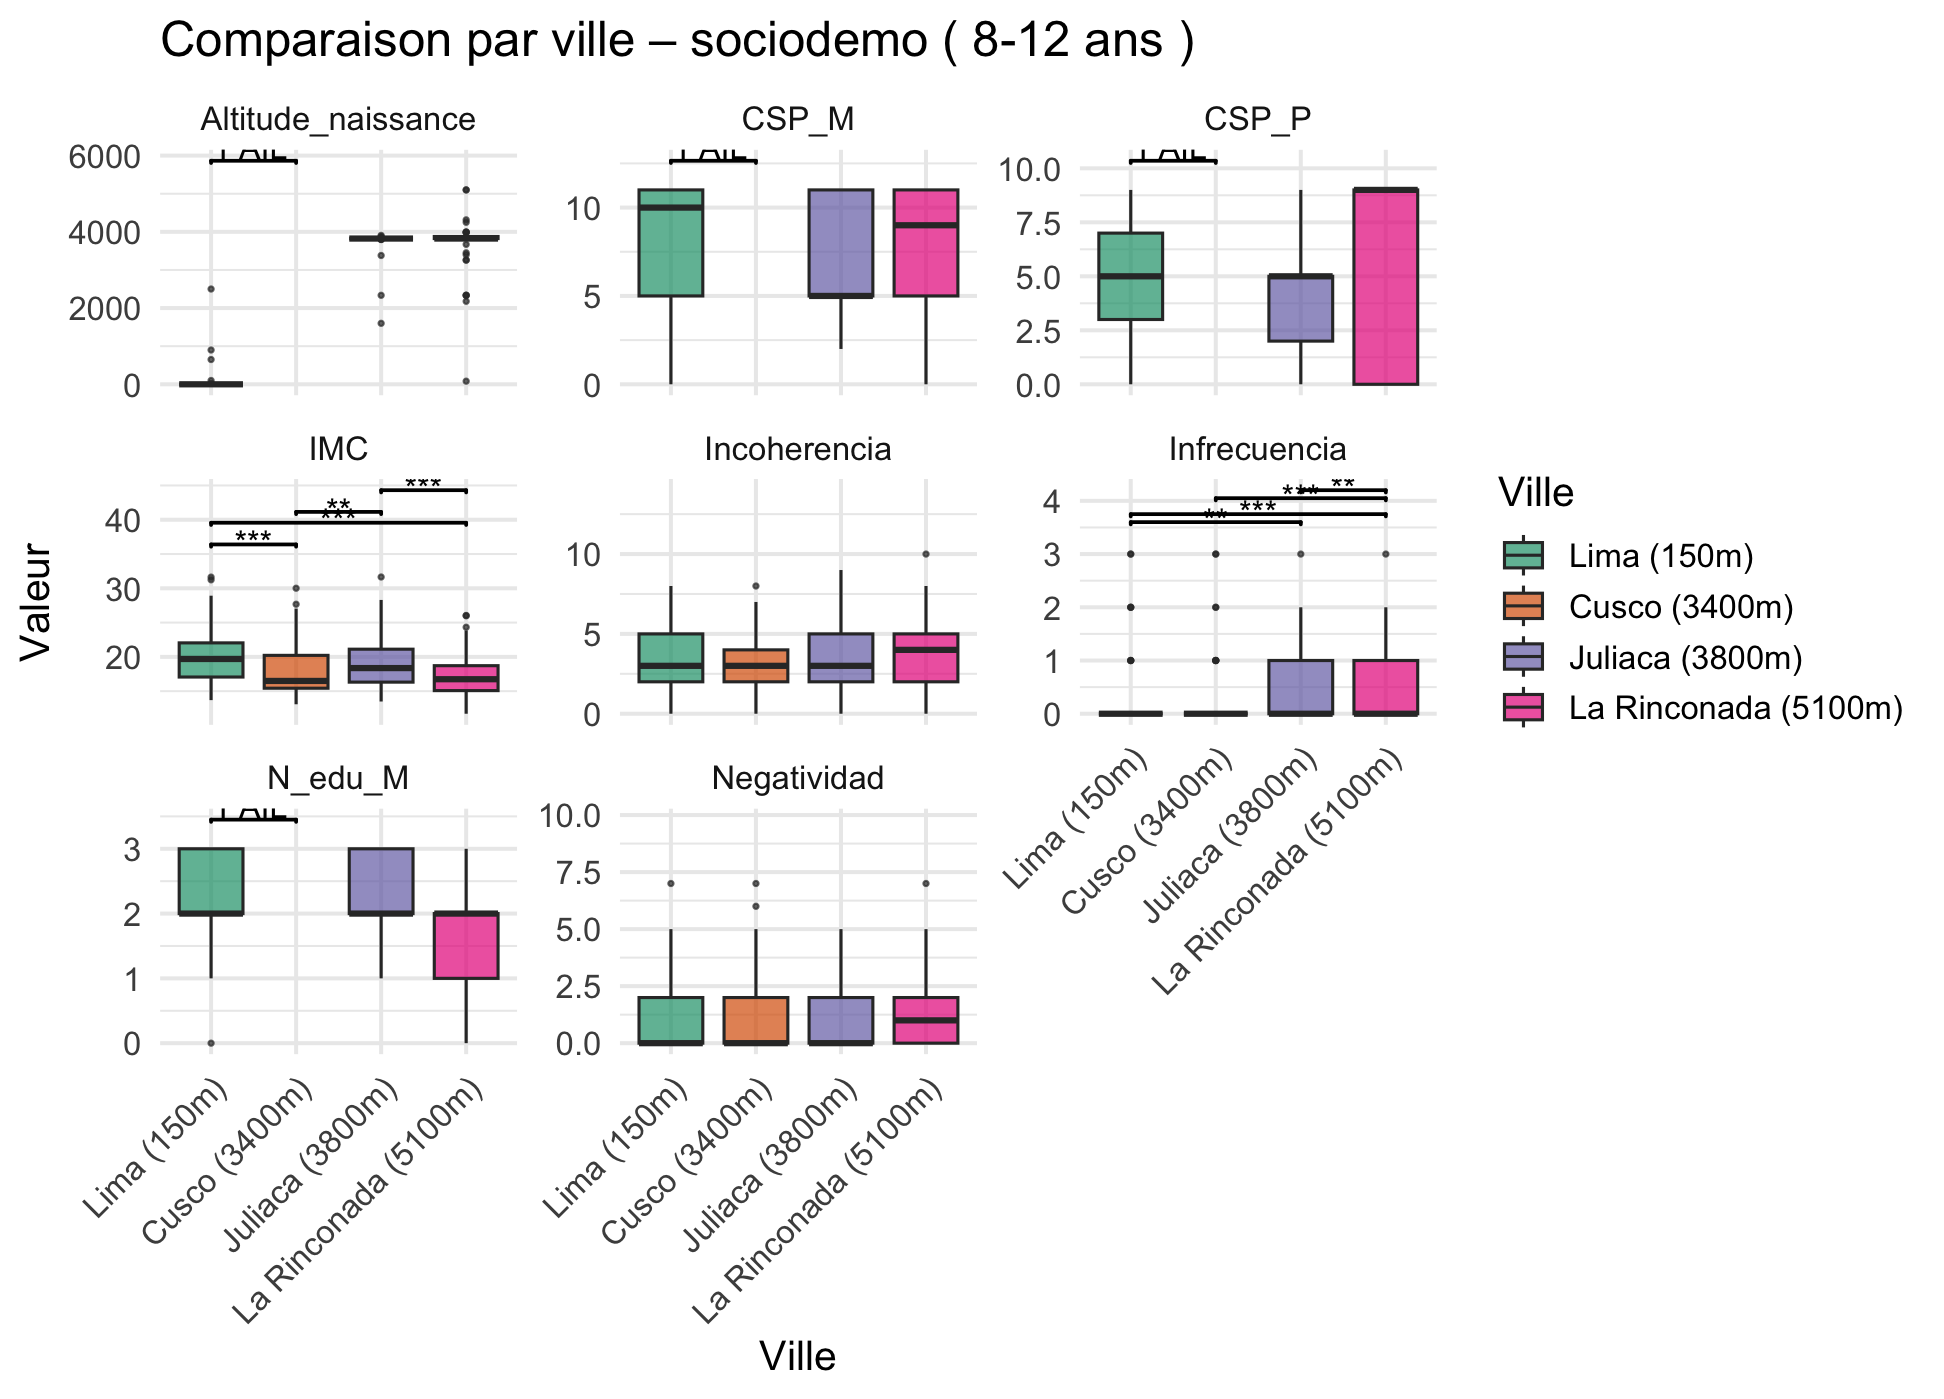 Comparaison par ville – sociodemo ( 8-12 ans )
Altitude_naissance
CSP_M
CSP_P
6000
4000
2000
0
10
5
0
10.0
7.5
5.0
2.5
0.0
IMC
Incoherencia
Infrecuencia
40
30
20
***
***
**
***
10
5
0
4
3
2
1
0
**
***
***
**
N_edu_M
Negatividad
3
2
1
0
10.0
7.5
5.0
2.5
0.0
Lima (150m)
Cusco (3400m)
Juliaca (3800m)
La Rinconada (5100m)
Lima (150m)
Cusco (3400m)
Juliaca (3800m)
La Rinconada (5100m)
Lima (150m)
Cusco (3400m)
Juliaca (3800m)
La Rinconada (5100m)
Valeur
Ville
Ville
Lima (150m)
Cusco (3400m)
Juliaca (3800m)
La Rinconada (5100m)